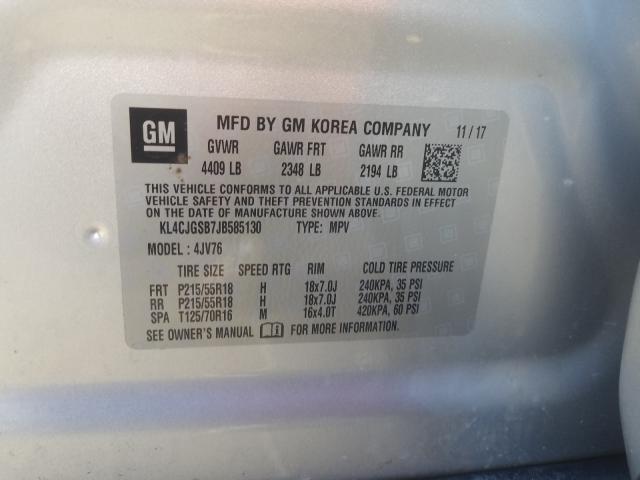 GM
MFD BY GM KOREA COMPANY 11/17
GVWR GAWR FRT GAWR RR
4409 LB 2348 LB 2194 LB
THIS VEHICLE CONFORMS TO ALL APPLICABLE U.S. FEDERAL MOTOR
VEHICLE SAFETY AND THEFT PREVENTION STANDARDS IN EFFECT ON
THE DATE OF MANUFACTURE SHOWN ABOVE.
KL4CJGSB7JB585130 TYPE: MPV
MODEL: 4JV76
TIRE SIZE SPEED RTG RIM COLD TIRE PRESSURE
FRT P215/55R18 H 18x7.0J 240KPA, 35 PSI
RR P215/55R18 H 18x7.0J 240KPA, 35 PSI
SPA T125/70R16 M 16x4.0T 420KPA, 60 PSI
SEE OWNER'S MANUAL FOR MORE INFORMATION.